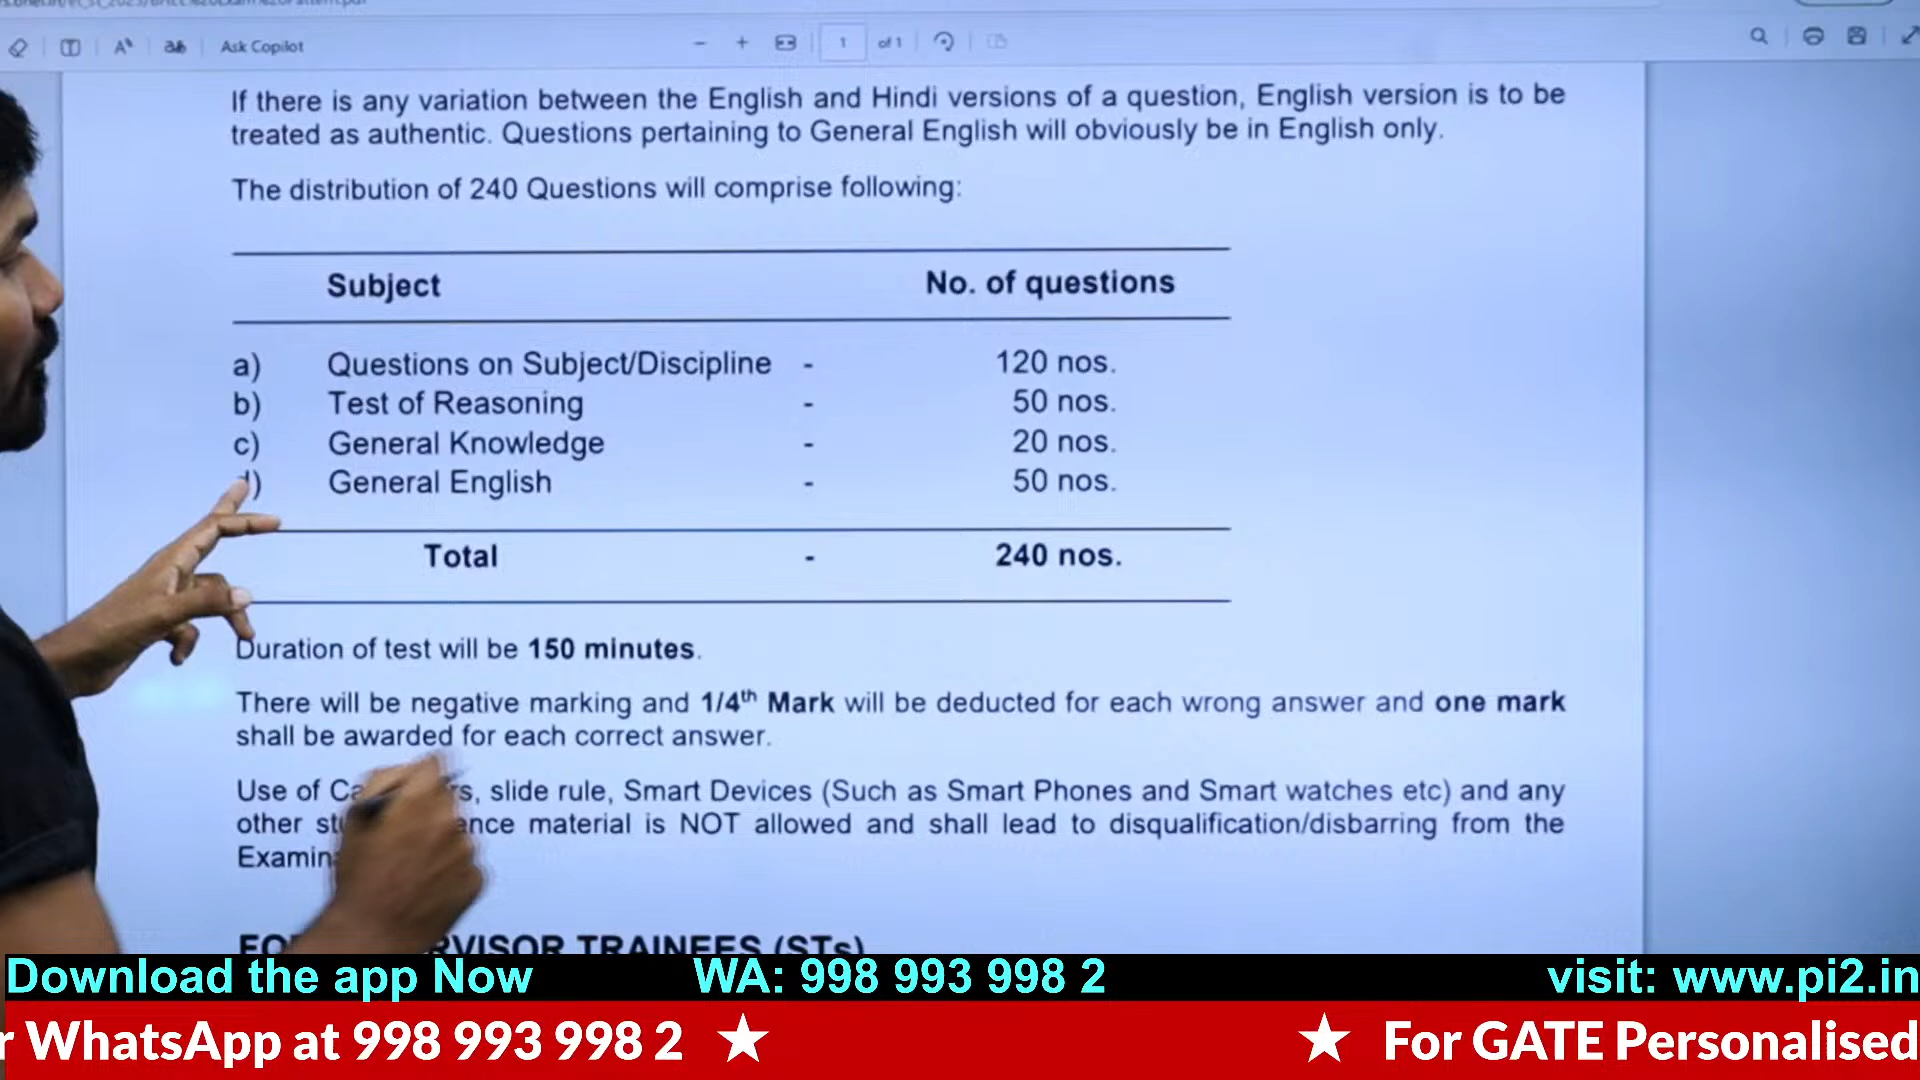 Ask Copilot
1 of 1
If there is any variation between the English and Hindi versions of a question, English version is to be
treated as authentic. Questions pertaining to General English will obviously be in English only.
The distribution of 240 Questions will comprise following:
Subject No. of questions
a) Questions on Subject/Discipline - 120 nos.
b) Test of Reasoning - 50 nos.
c) General Knowledge - 20 nos.
d) General English - 50 nos.
Total - 240 nos.
Duration of test will be 150 minutes.
There will be negative marking and 1/4th Mark will be deducted for each wrong answer and one mark
shall be awarded for each correct answer.
Use of slide rule, Smart Devices (Such as Smart Phones and Smart watches etc) and any
other material is NOT allowed and shall lead to disqualification/disbarring from the
TRAINEES (STs)
Download the app Now WA: 998 993 998 2 visit: www.pi2.in
r WhatsApp at 998 993 998 2 ★ ★ For GATE Personalised